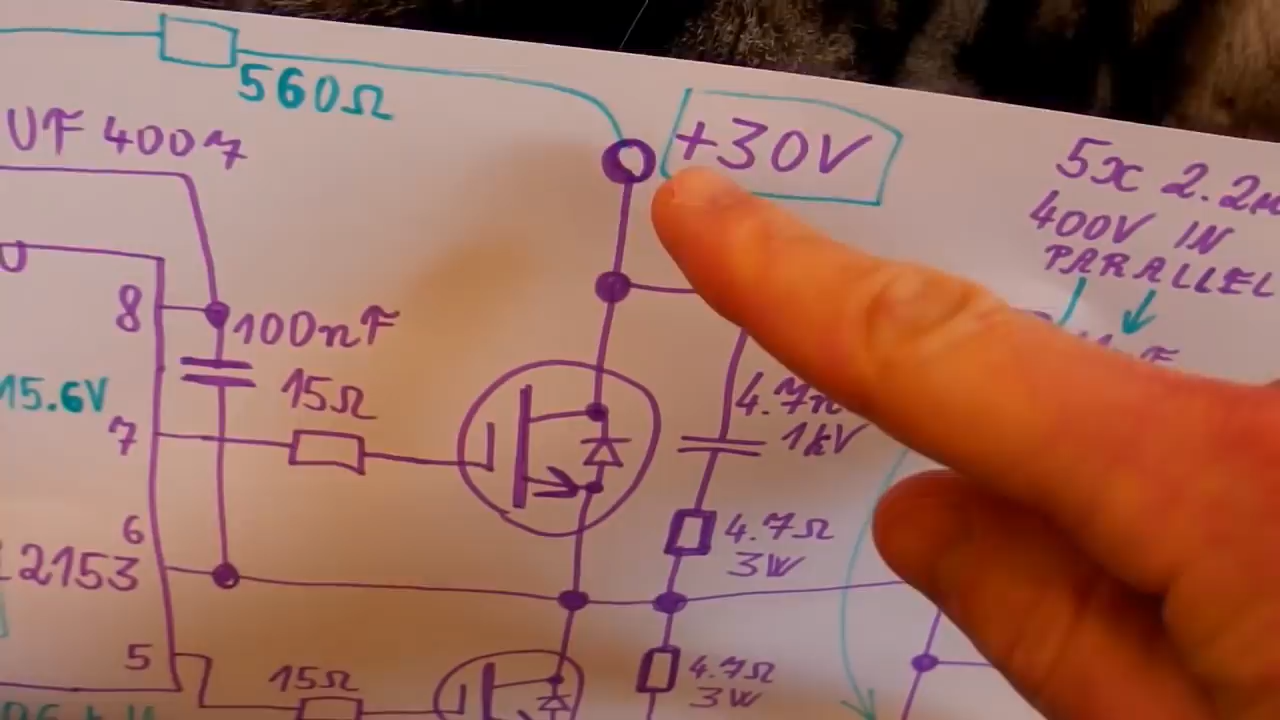 560Ω
+30V
UF 4007
5x 2.2
400V IN
PARALLEL
8
100nF
15Ω
15.6V
7
4.7n
1kV
6
4.7Ω
3W
2153
5
15Ω
4.7Ω
3W